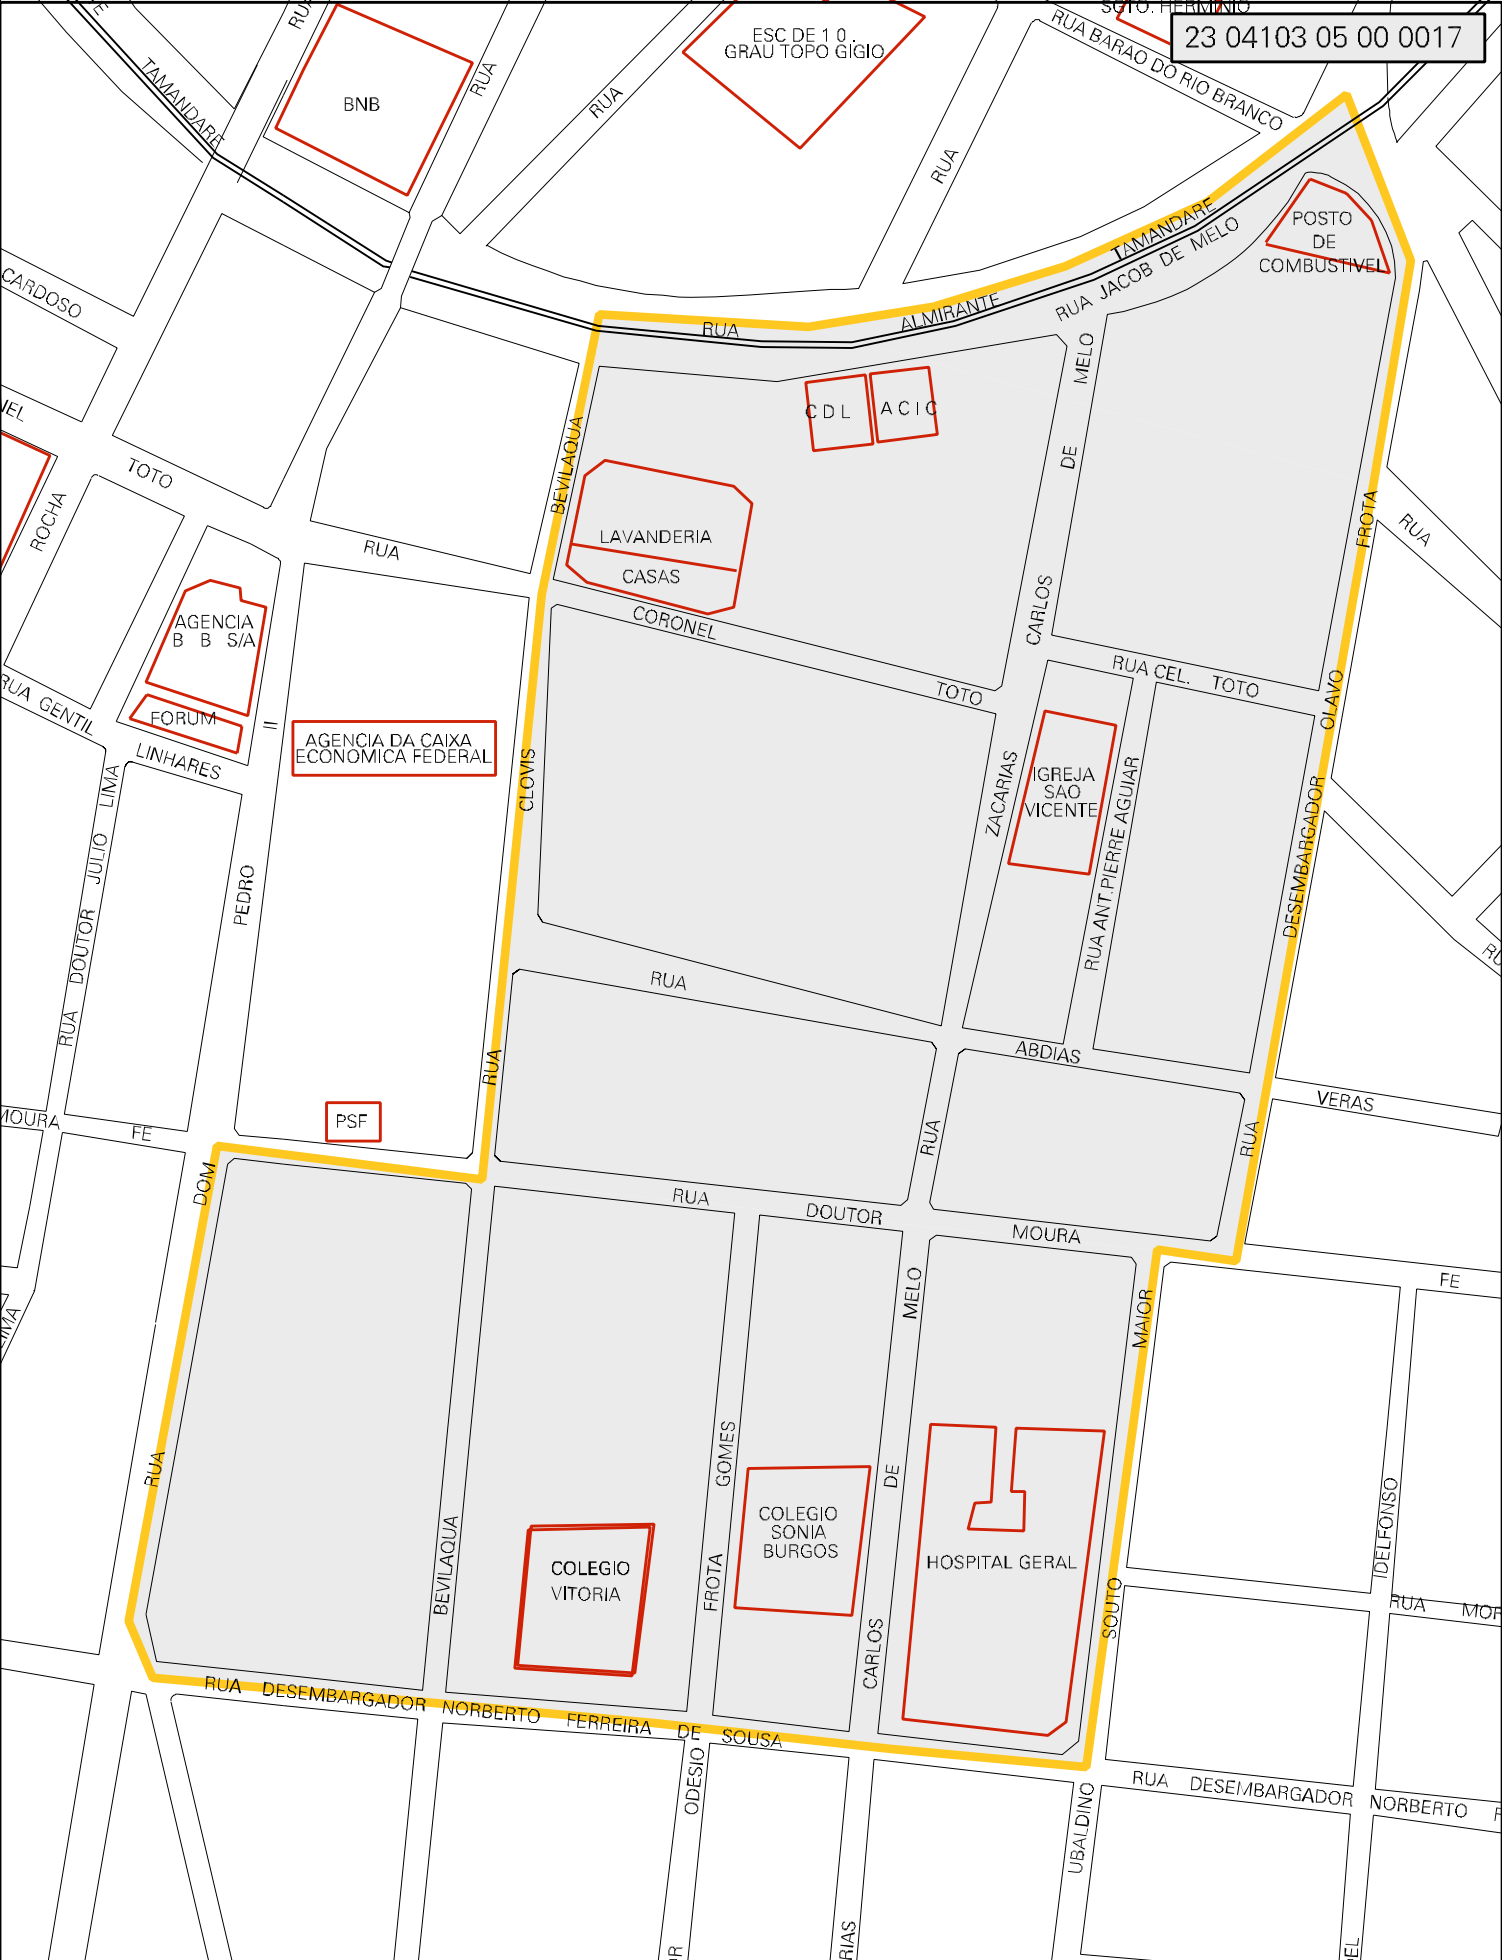 SGTO. HERMINIO
23 04103 05 00 0017
RUA BARAO DO RIO BRANCO
ESC DE 1 0 .
GRAU TOPO GIGIO
TAMANDARE
BNB
RUA
RUA
RUA
RUA
RUA ALMIRANTE TAMANDARE
RUA JACOB DE MELO
POSTO
DE
COMBUSTIVEL
CARDOSO
C D L
A C I C
ROCHA
TOTO
RUA
LAVANDERIA
CASAS
CORONEL
TOTO
RUA CEL. TOTO
RUA
AGENCIA
B B S/A
FORUM
RUA GENTIL
LINHARES
AGENCIA DA CAIXA
ECONOMICA FEDERAL
IGREJA
SAO
VICENTE
RUA ANT.PIERRE AGUIAR
RUA DOUTOR JULIO LIMA
PEDRO II
RUA CLOVIS BEVILAQUA
RUA ZACARIAS CARLOS DE MELO
RUA DESEMBARGADOR OLAVO FROTA
RUA
ABDIAS
VERAS
PSF
MOURA
FE
RUA
DOUTOR
MOURA
FE
RUA DOM
BEVILAQUA
FROTA GOMES
CARLOS DE MELO
SOUTO MAIOR
IDELFONSO
COLEGIO
VITORIA
COLEGIO
SONIA
BURGOS
HOSPITAL GERAL
RUA
RUA DESEMBARGADOR NORBERTO FERREIRA DE SOUSA
RUA DESEMBARGADOR NORBERTO
ODESIO
UBALDINO